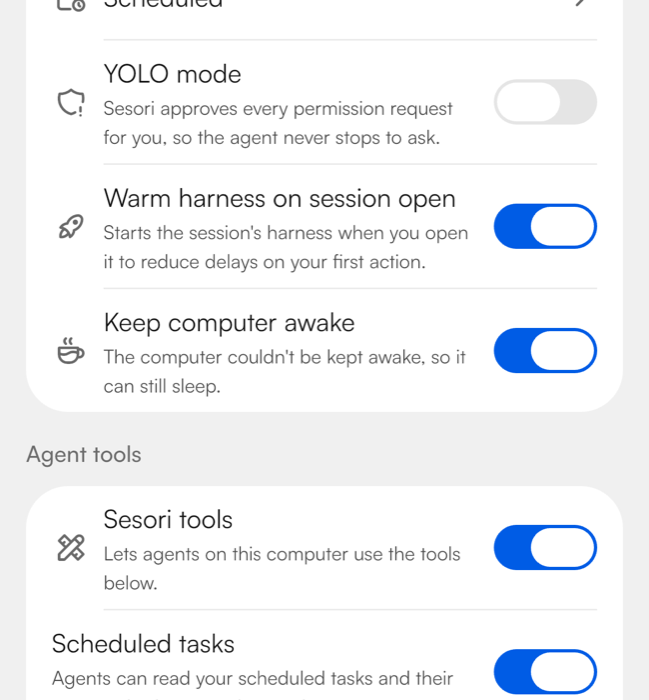 Scheduled
YOLO mode
Sesori approves every permission request
for you, so the agent never stops to ask.
Warm harness on session open
Starts the session's harness when you open
it to reduce delays on your first action.
Keep computer awake
The computer couldn't be kept awake, so it
can still sleep.
Agent tools
Sesori tools
Lets agents on this computer use the tools
below.
Scheduled tasks
Agents can read your scheduled tasks and their